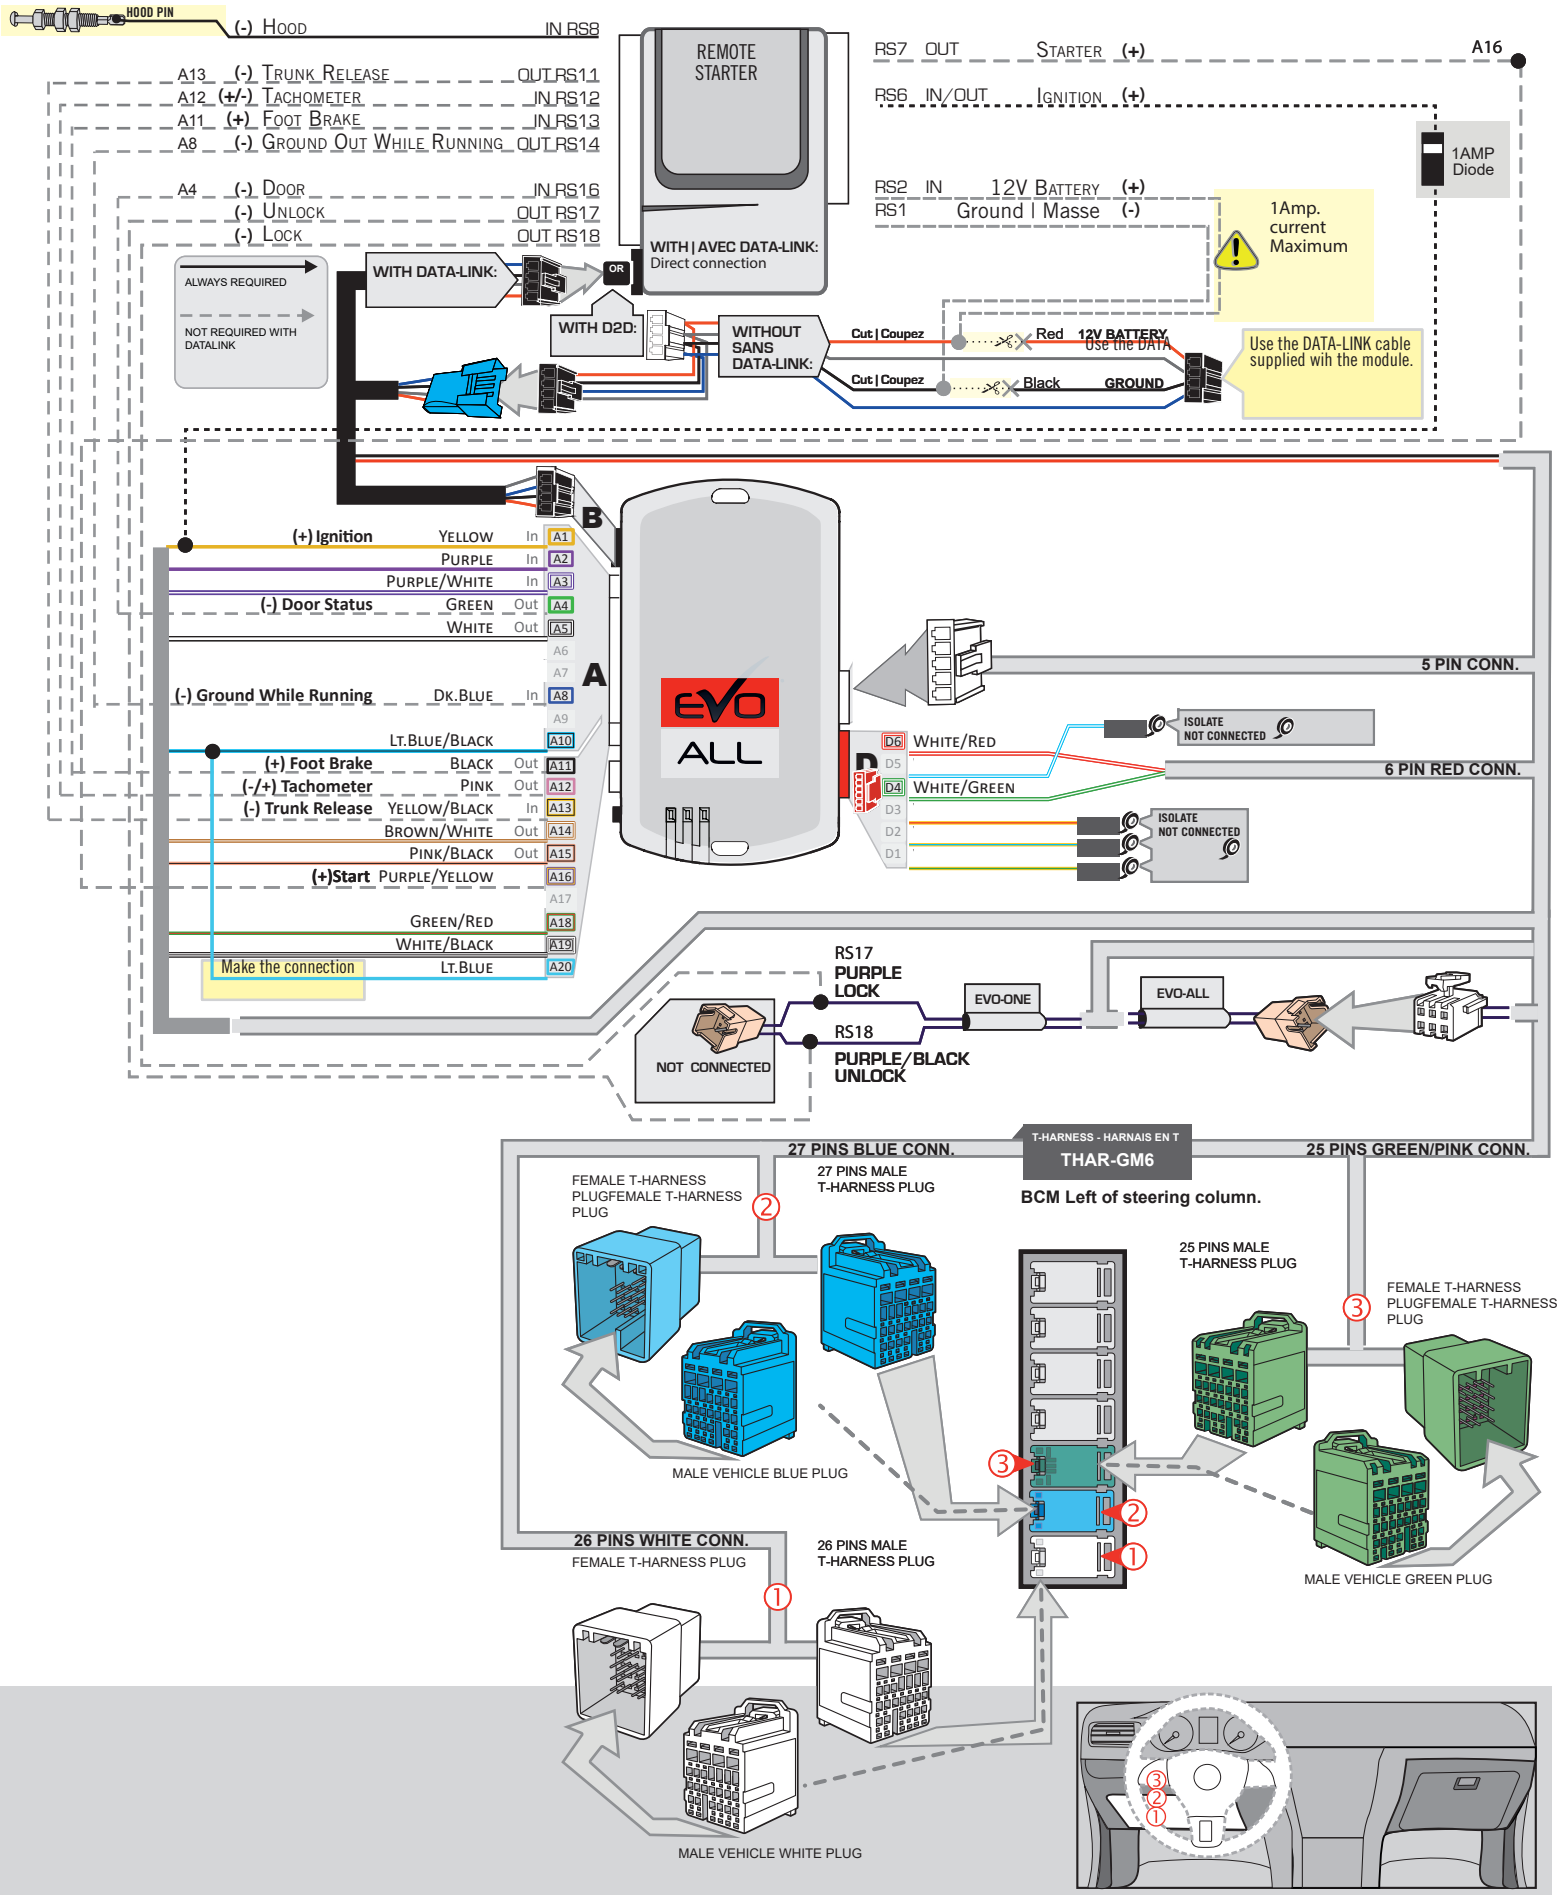 HOOD PIN
(-) Hood IN RS8
A13 (-) Trunk Release OUT RS11
A12 (+/-) Tachometer IN RS12
A11 (+) Foot Brake IN RS13
A8 (-) Ground Out While Running OUT RS14
A4 (-) Door IN RS16
(-) Unlock OUT RS17
(-) Lock OUT RS18
REMOTE
STARTER
WITH | AVEC DATA-LINK:
Direct connection
RS7 OUT Starter (+) A16
RS6 IN/OUT Ignition (+)
1AMP
Diode
RS2 IN 12V Battery (+)
RS1 Ground | Masse (-)
1Amp.
current
Maximum
ALWAYS REQUIRED
NOT REQUIRED WITH
DATALINK
WITH DATA-LINK:
OR
WITH D2D:
WITHOUT
SANS
DATA-LINK:
Cut | Coupez
Red
12V BATTERY
Use the DATA
Cut | Coupez
Black
GROUND
Use the DATA-LINK cable
supplied wih the module.
B
A
D
(+) Ignition Yellow In A1
Purple In A2
Purple/White In A3
(-) Door Status Green Out A4
White Out A5
A6
A7
(-) Ground While Running Dk.Blue In A8
A9
Lt.Blue/Black A10
(+) Foot Brake Black Out A11
(-/+) Tachometer Pink Out A12
(-) Trunk Release Yellow/Black In A13
Brown/White Out A14
Pink/Black Out A15
(+)Start Purple/Yellow A16
A17
Green/Red A18
White/Black A19
Make the connection Lt.Blue A20
EVO
ALL
5 PIN CONN.
ISOLATE
NOT CONNECTED
D6 White/Red
D5
D4 White/Green
D3
D2
D1
6 PIN RED CONN.
ISOLATE
NOT CONNECTED
RS17
PURPLE
LOCK
RS18
PURPLE/BLACK
UNLOCK
NOT CONNECTED
EVO-ONE
EVO-ALL
T-HARNESS - HARNAIS EN T
THAR-GM6
27 PINS BLUE CONN.
25 PINS GREEN/PINK CONN.
BCM Left of steering column.
FEMALE T-HARNESS
PLUGFEMALE T-HARNESS
PLUG
2
27 PINS MALE
T-HARNESS PLUG
25 PINS MALE
T-HARNESS PLUG
3
FEMALE T-HARNESS
PLUGFEMALE T-HARNESS
PLUG
MALE VEHICLE BLUE PLUG
3
2
1
MALE VEHICLE GREEN PLUG
26 PINS WHITE CONN.
FEMALE T-HARNESS PLUG
1
26 PINS MALE
T-HARNESS PLUG
MALE VEHICLE WHITE PLUG
3
2
1